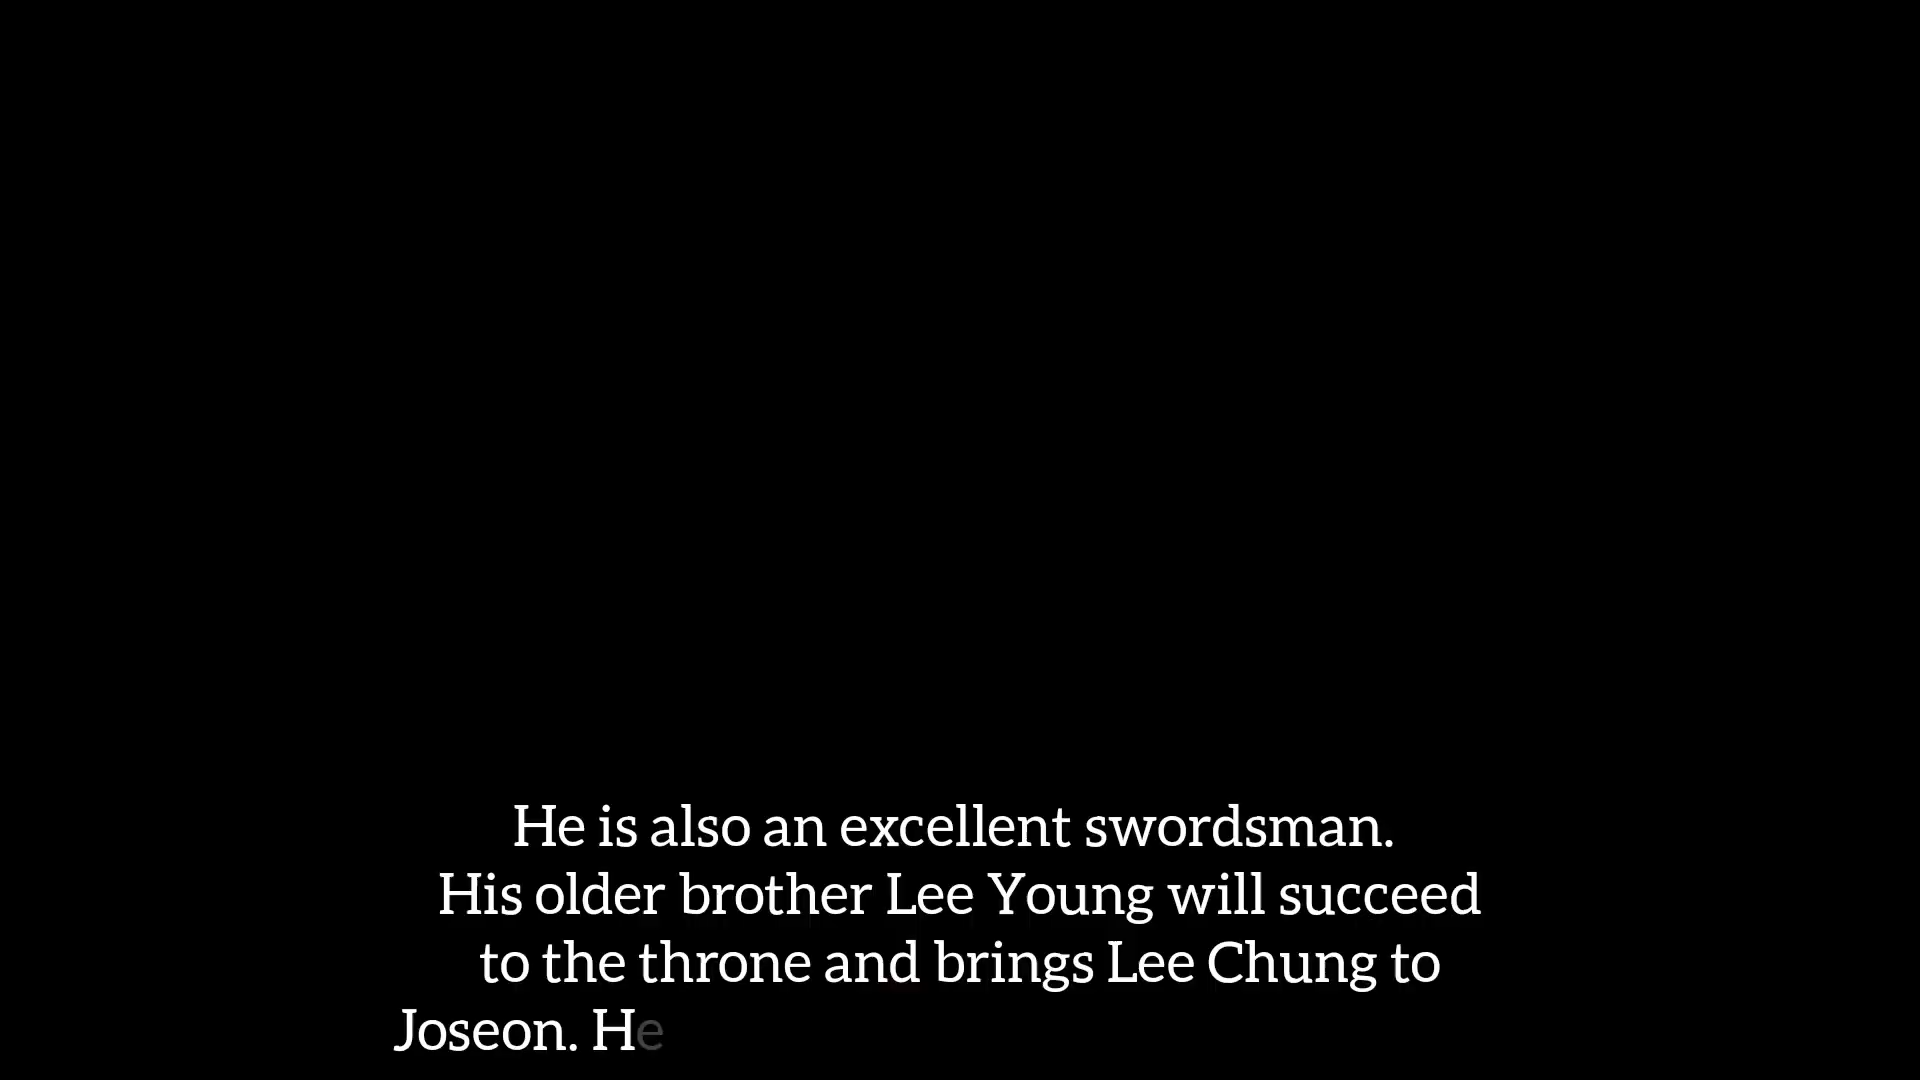 He is also an excellent swordsman.
His older brother Lee Young will succeed
to the throne and brings Lee Chung to
Joseon. He